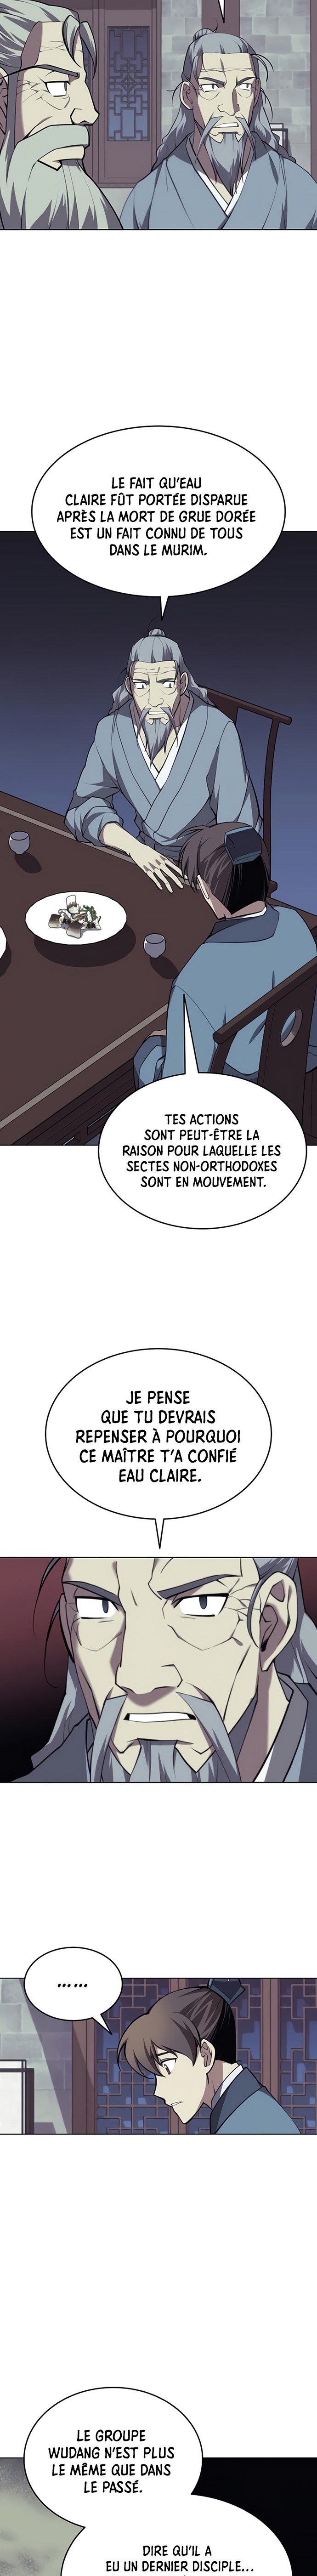 LE FAIT QU'EAU
CLAIRE FÛT PORTÉE DISPARUE
APRÈS LA MORT DE GRUE DORÉE
EST UN FAIT CONNU DE TOUS
DANS LE MURIM.
TES ACTIONS
SONT PEUT-ÊTRE LA
RAISON POUR LAQUELLE LES
SECTES NON-ORTHODOXES
SONT EN MOUVEMENT.
JE PENSE
QUE TU DEVRAIS
REPENSER À POURQUOI
CE MAÎTRE T'A CONFIÉ
EAU CLAIRE.
... ...
LE GROUPE
WUDANG N'EST PLUS
LE MÊME QUE DANS
LE PASSÉ.
DIRE QU'IL A
EU UN DERNIER DISCIPLE...